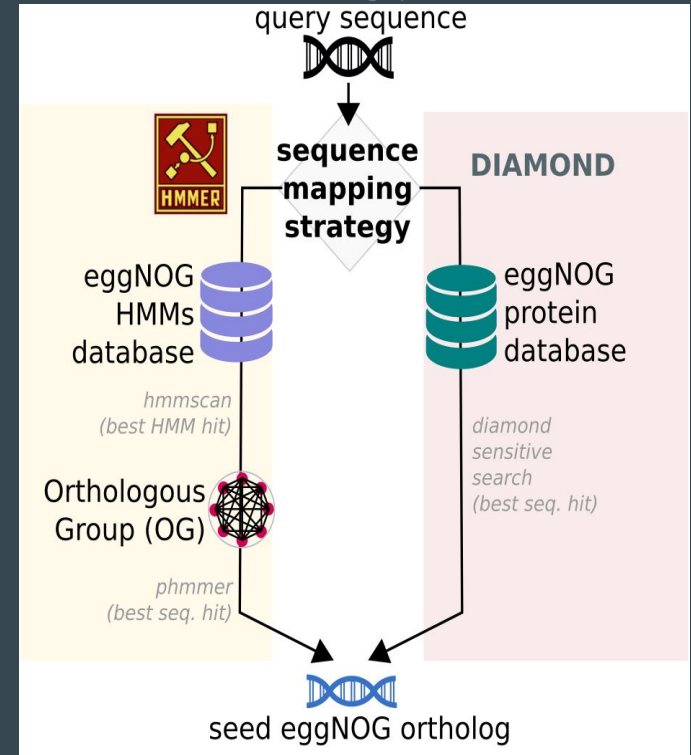 query sequence
HMMER
sequence
mapping
strategy
DIAMOND
eggNOG
HMMs
database
eggNOG
protein
database
hmmscan
(best HMM hit)
diamond
sensitive
search
(best seq. hit)
Orthologous
Group (OG)
phmmer
(best seq. hit)
seed eggNOG ortholog